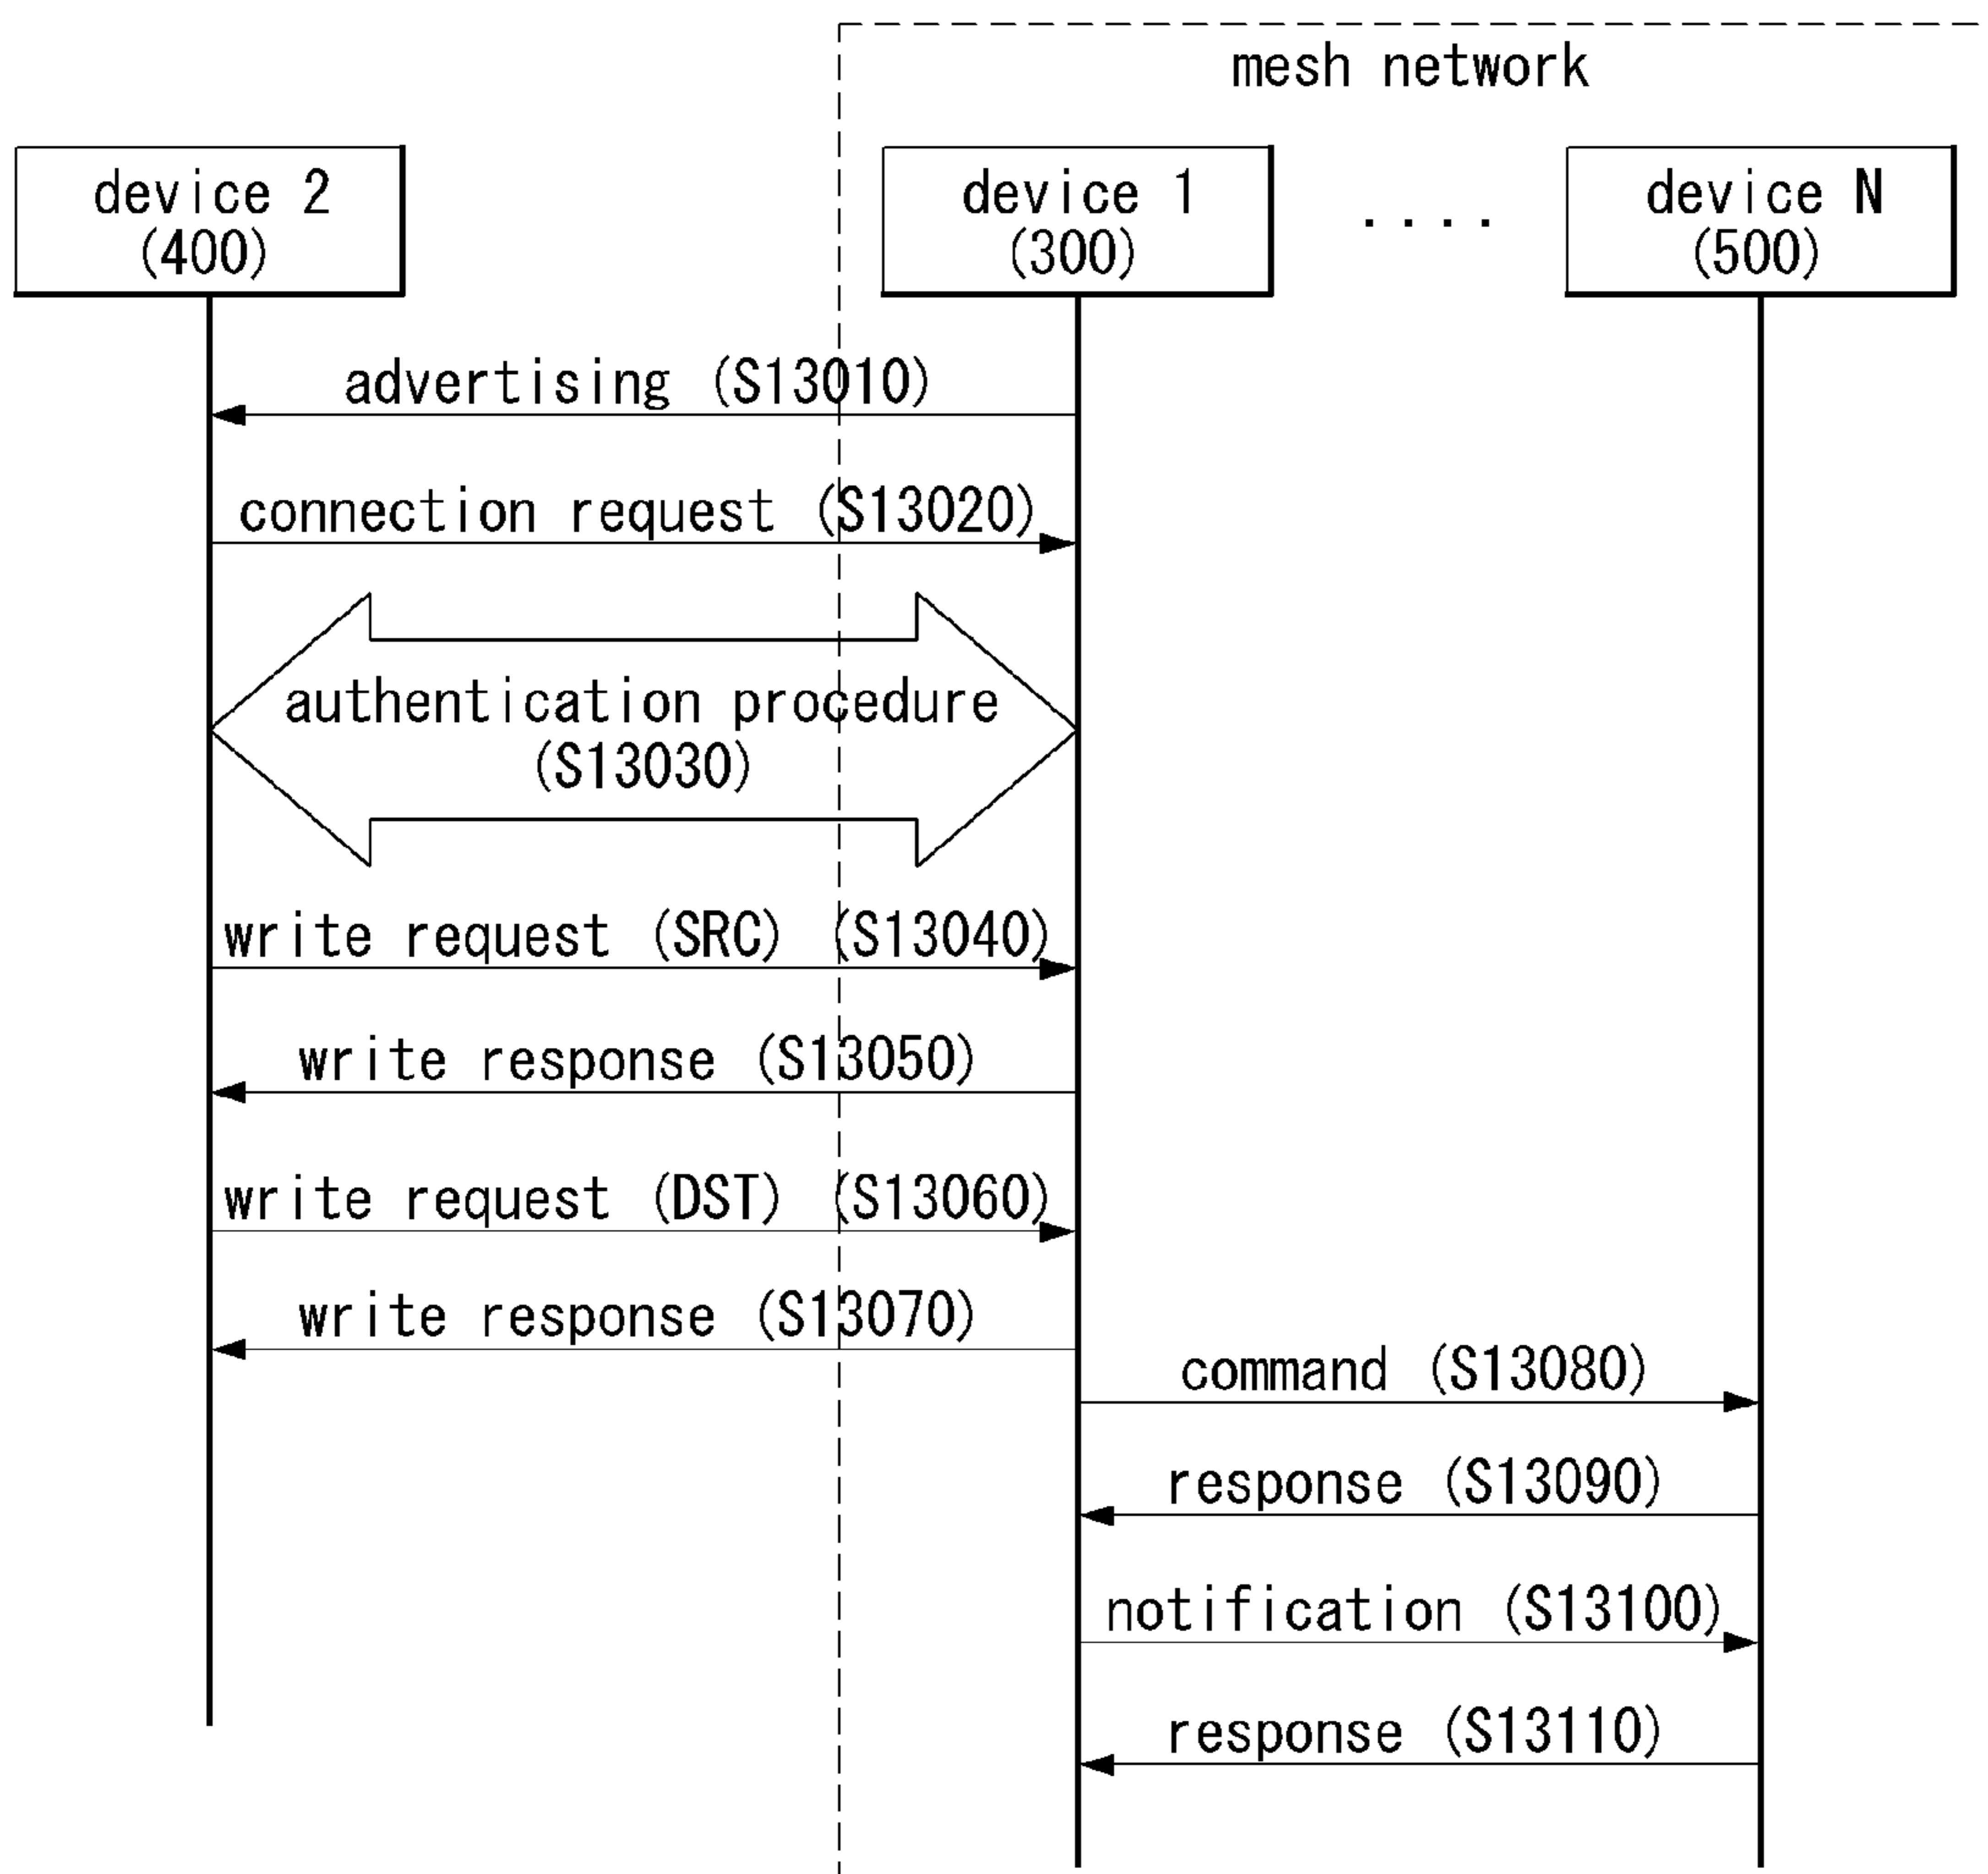 mesh network
device 2
(400)
device 1
(300)
....
device N
(500)
advertising (S13010)
connection request (S13020)
authentication procedure
(S13030)
write request (SRC) (S13040)
write response (S13050)
write request (DST) (S13060)
write response (S13070)
command (S13080)
response (S13090)
notification (S13100)
response (S13110)